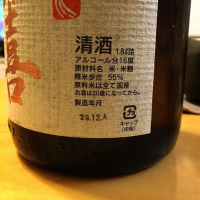 清酒 1.8ℓ詰
アルコール分16度
原材料名 米・米麹
精米歩合 55%
原料米は全て国産
お酒は20歳になってから。
製造年月
29.12.A
キャップ